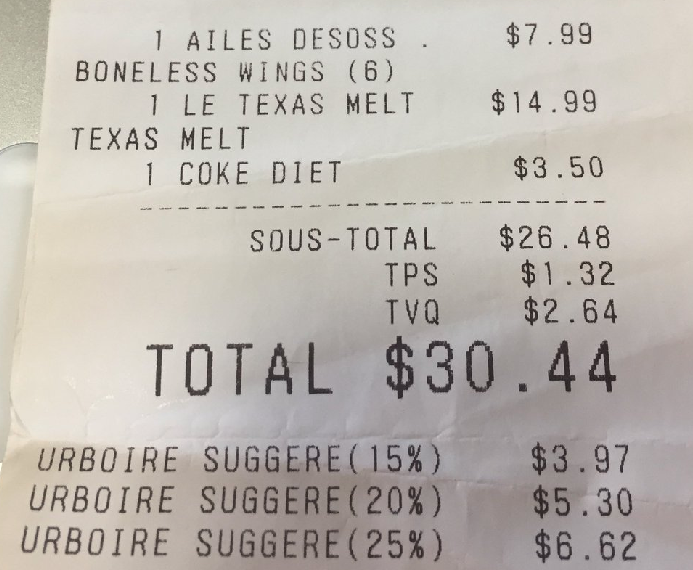 1 AILES DESOSS . $7.99
BONELESS WINGS (6)
1 LE TEXAS MELT $14.99
TEXAS MELT
1 COKE DIET $3.50
SOUS-TOTAL $26.48
TPS $1.32
TVQ $2.64
TOTAL $30.44
URBOIRE SUGGERE(15%) $3.97
URBOIRE SUGGERE(20%) $5.30
URBOIRE SUGGERE(25%) $6.62